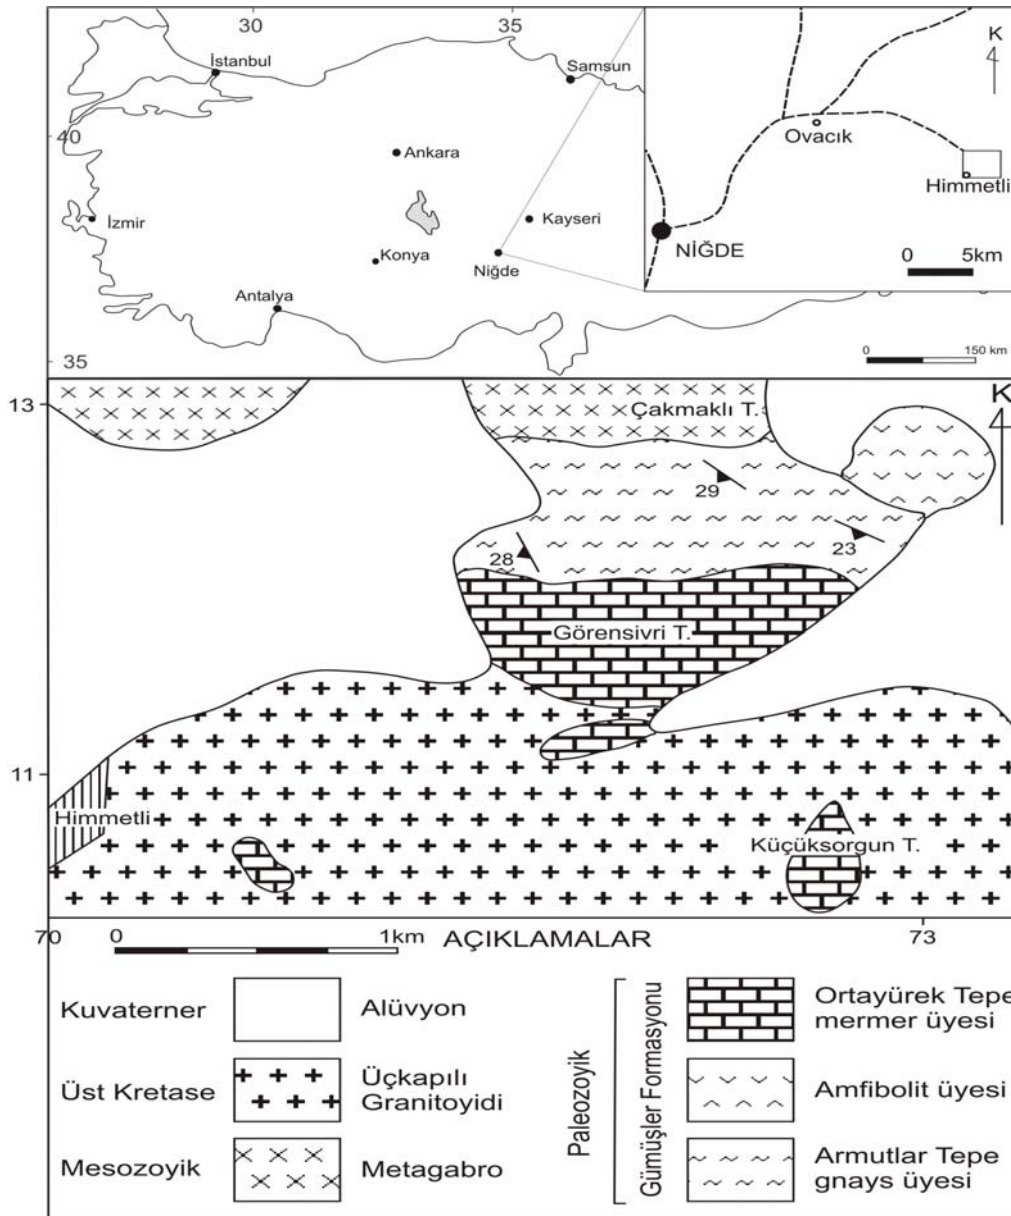 30
35
K
İstanbul
Samsun
40
Ovacık
Ankara
Himmetli
İzmir
Kayseri
NİĞDE
Konya
Niğde
0 5km
Antalya
35
0 150 km
13
Çakmaklı T.
K
29
28
23
Görensivri T.
11
Himmetli
Küçüksorgun T.
70
0 1km
AÇIKLAMALAR
73
Kuvaterner
Alüvyon
Üst Kretase
Üçkapılı
Granitoyidi
Mesozoyik
Metagabro
Paleozoyik
Gümüşler Formasyonu
Ortayürek Tepe
mermer üyesi
Amfibolit üyesi
Armutlar Tepe
gnays üyesi